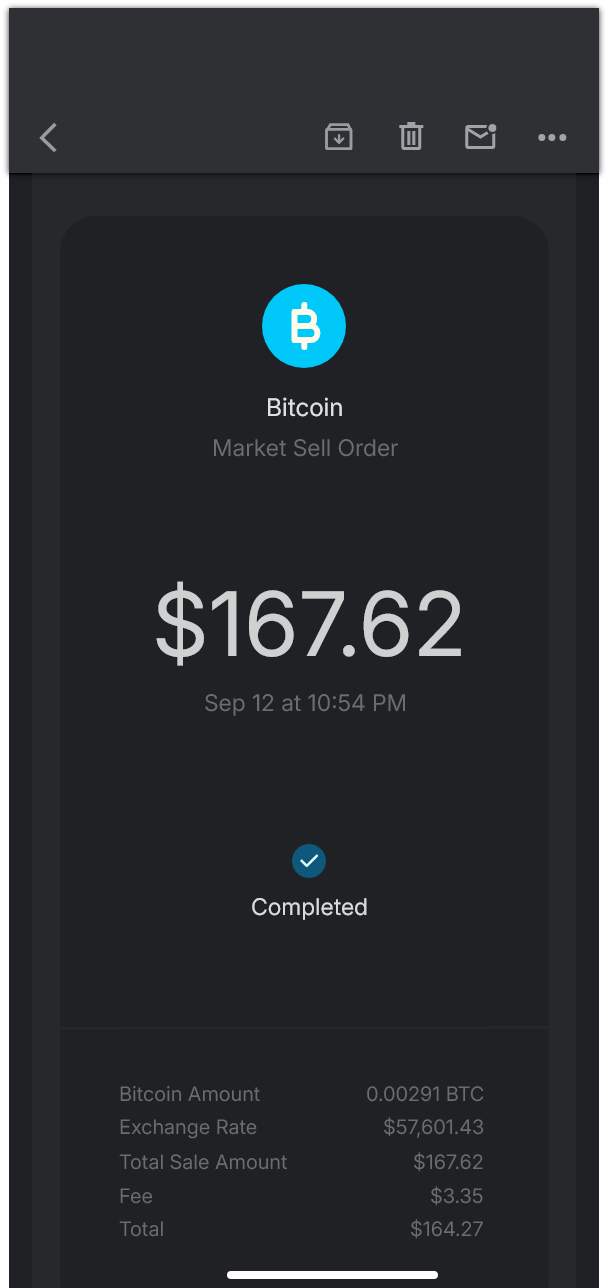 Bitcoin
Market Sell Order
$167.62
Sep 12 at 10:54 PM
Completed
Bitcoin Amount 0.00291 BTC
Exchange Rate $57,601.43
Total Sale Amount $167.62
Fee $3.35
Total $164.27